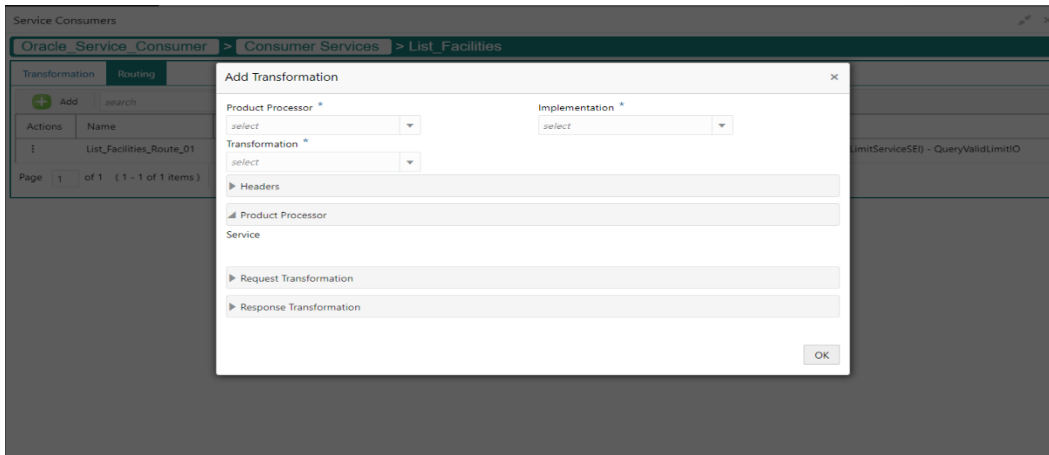 Service Consumers
Oracle_Service_Consumer > Consumer Services > List_Facilities
Transformation Routing
Add search
Actions Name
List_Facilities_Route_01 LimitServiceSEI) - QueryValidLimitIO
Page 1 of 1 (1 - 1 of 1 items)
Add Transformation
Product Processor * Implementation *
select select
Transformation *
select
Headers
Product Processor
Service
Request Transformation
Response Transformation
OK